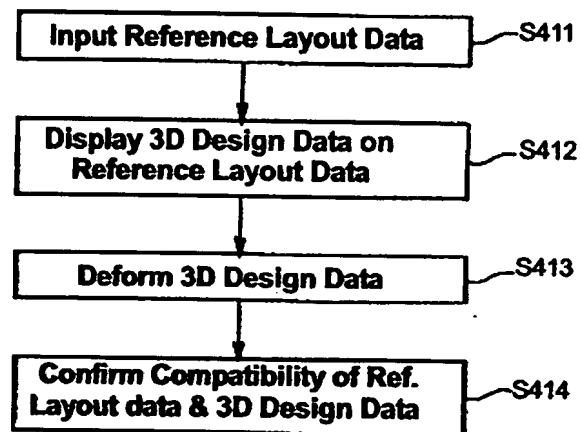 Input Reference Layout Data
S411
Display 3D Design Data on
Reference Layout Data
S412
Deform 3D Design Data
S413
Confirm Compatibility of Ref.
Layout data & 3D Design Data
S414